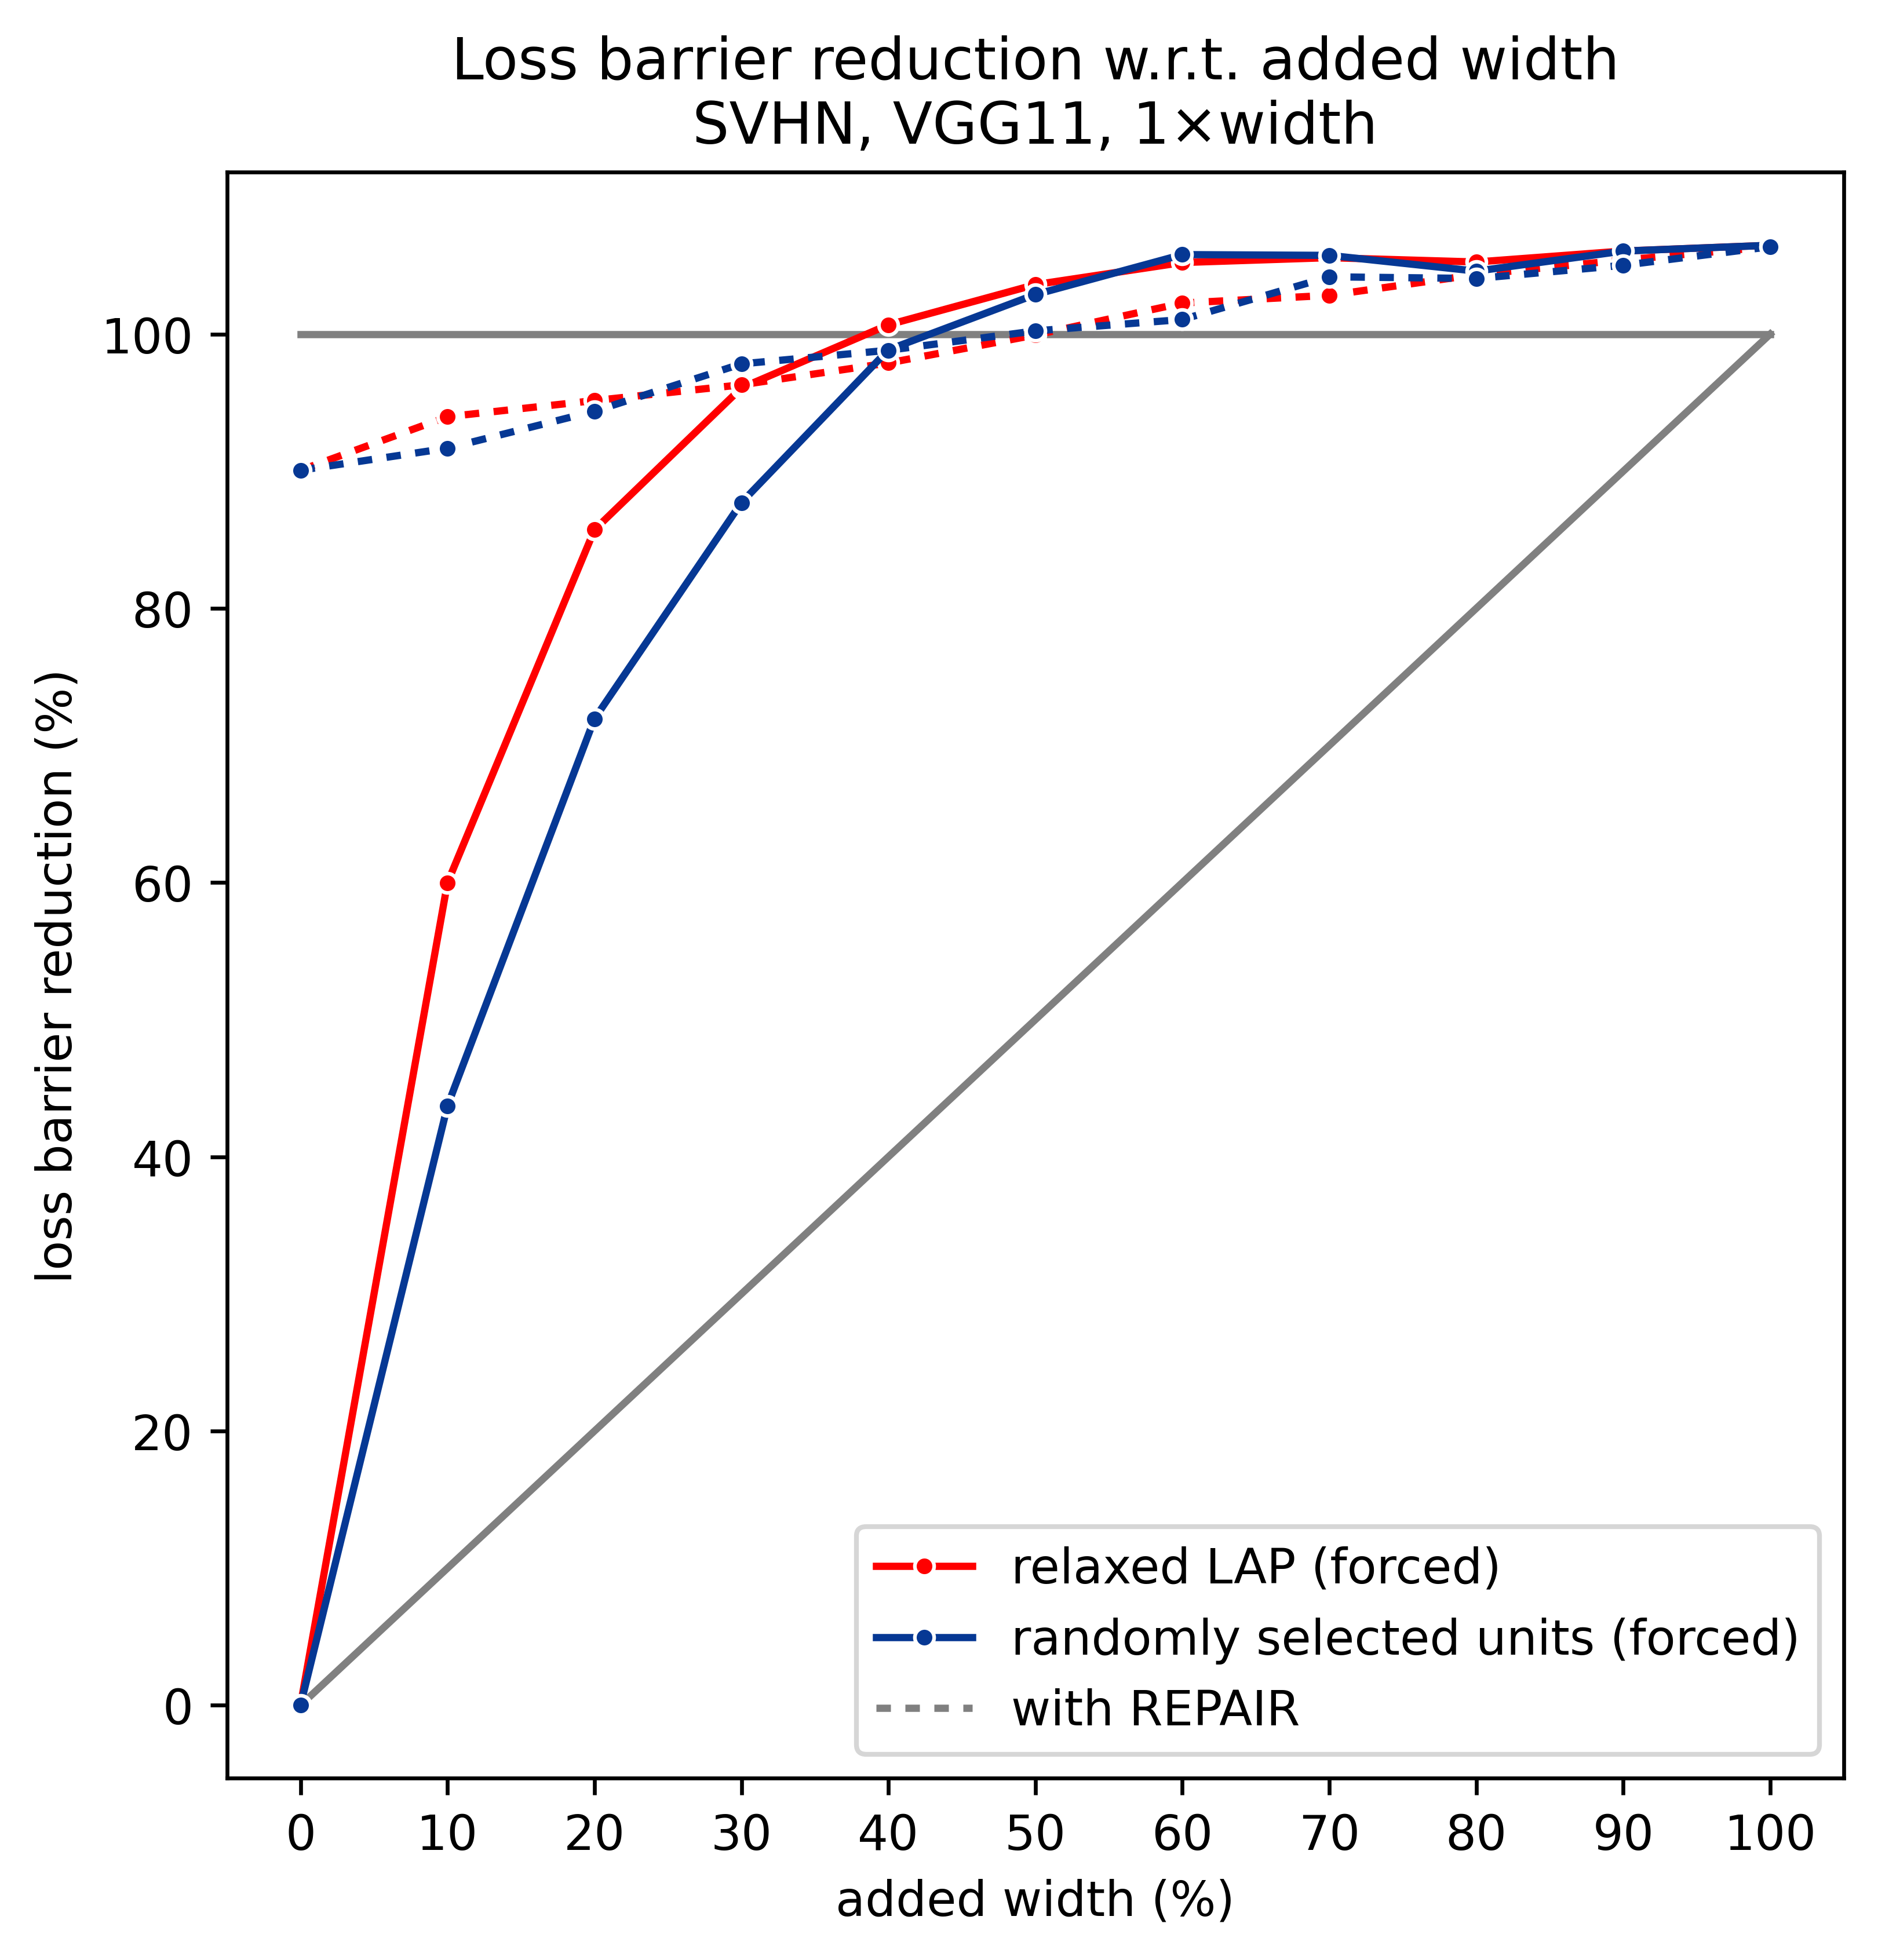 Loss barrier reduction w.r.t. added width
SVHN, VGG11, 1×width
loss barrier reduction (%)
100
80
60
40
20
0
relaxed LAP (forced)
randomly selected units (forced)
with REPAIR
0 10 20 30 40 50 60 70 80 90 100
added width (%)